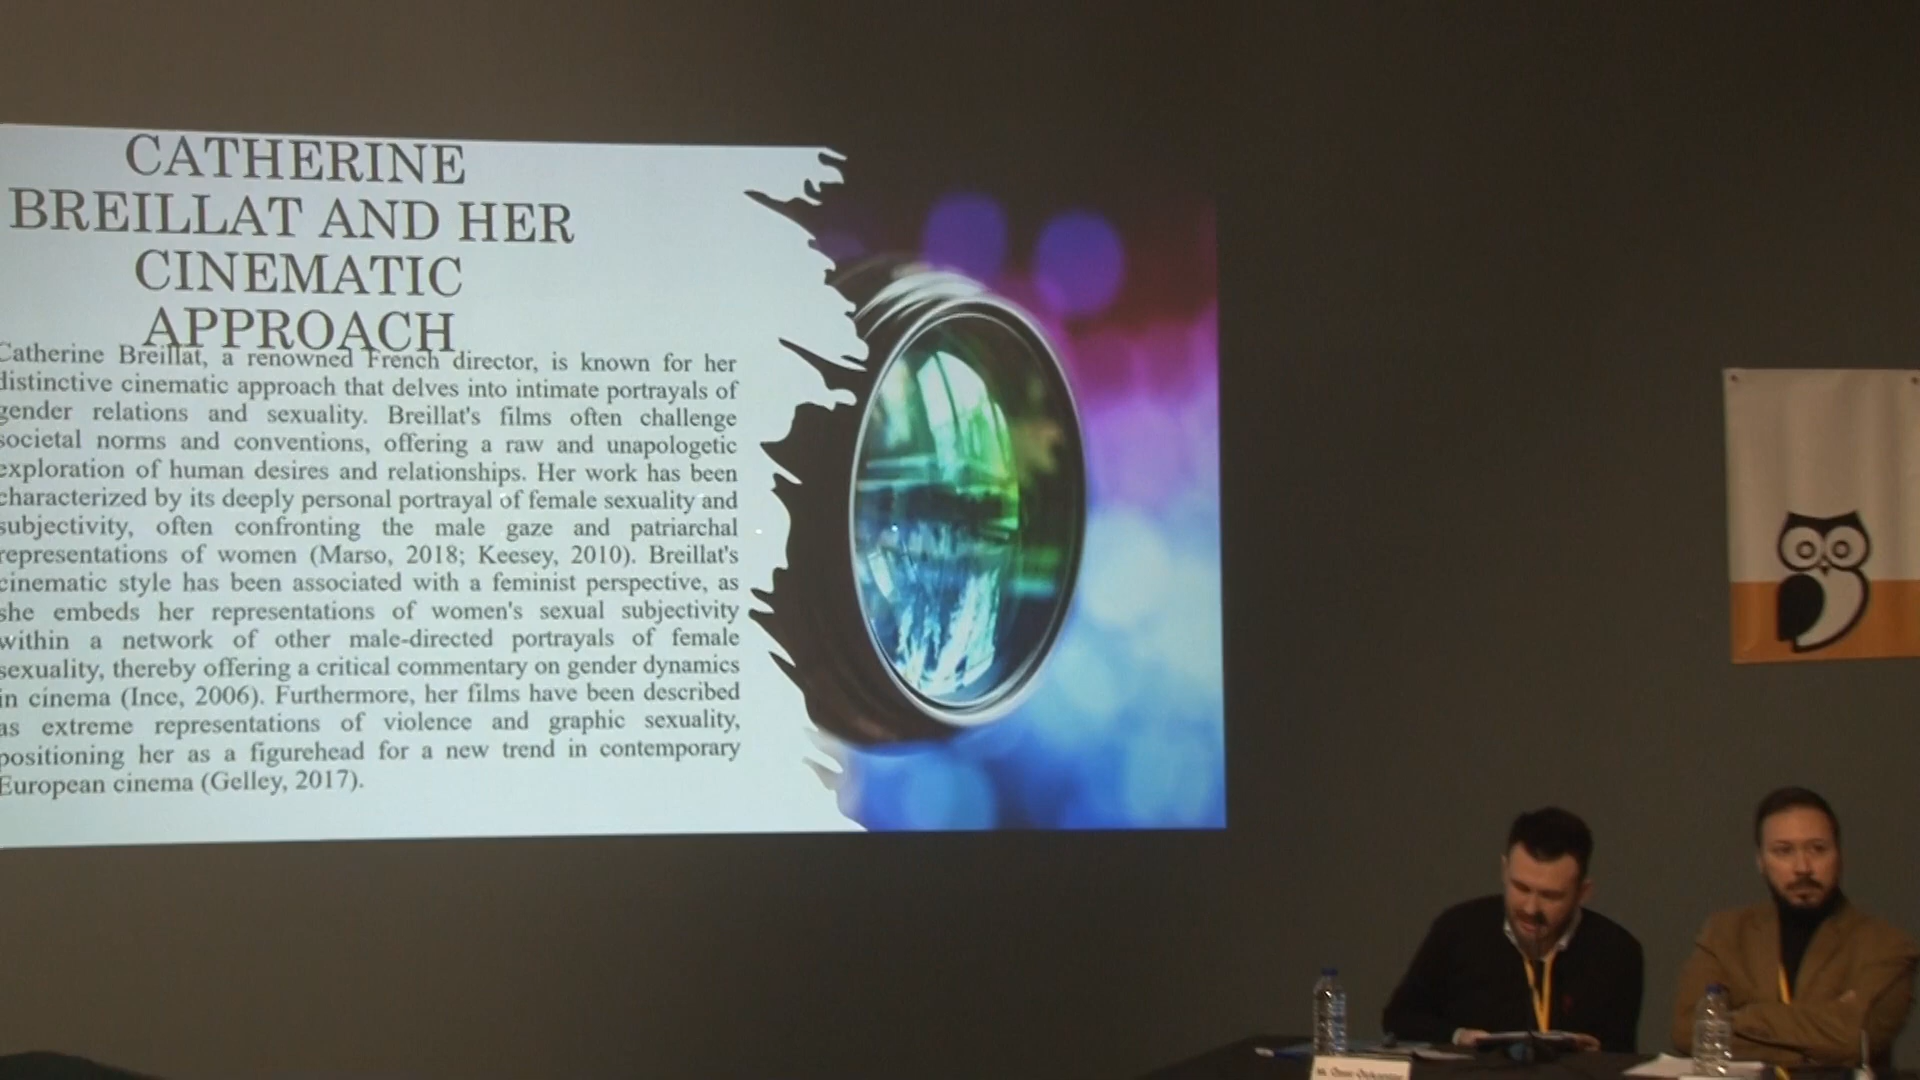 CATHERINE
BREILLAT AND HER
CINEMATIC
APPROACH
Catherine Breillat, a renowned French director, is known for her
distinctive cinematic approach that delves into intimate portrayals of
gender relations and sexuality. Breillat's films often challenge
societal norms and conventions, offering a raw and unapologetic
exploration of human desires and relationships. Her work has been
characterized by its deeply personal portrayal of female sexuality and
subjectivity, often confronting the male gaze and patriarchal
representations of women (Marso, 2018; Keesey, 2010). Breillat's
cinematic style has been associated with a feminist perspective, as
she embeds her representations of women's sexual subjectivity
within a network of other male-directed portrayals of female
sexuality, thereby offering a critical commentary on gender dynamics
in cinema (Ince, 2006). Furthermore, her films have been described
as extreme representations of violence and graphic sexuality,
positioning her as a figurehead for a new trend in contemporary
European cinema (Gelley, 2017).